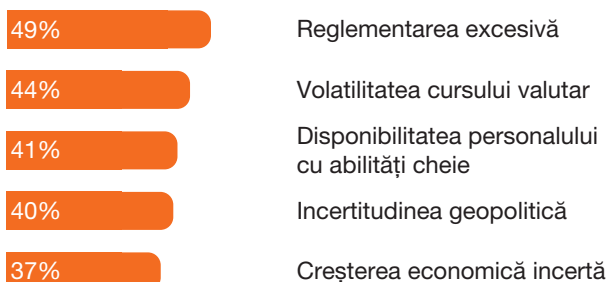 49% Reglementarea excesivă
44% Volatilitatea cursului valutar
41% Disponibilitatea personalului
cu abilități cheie
40% Incertitudinea geopolitică
37% Creșterea economică incertă